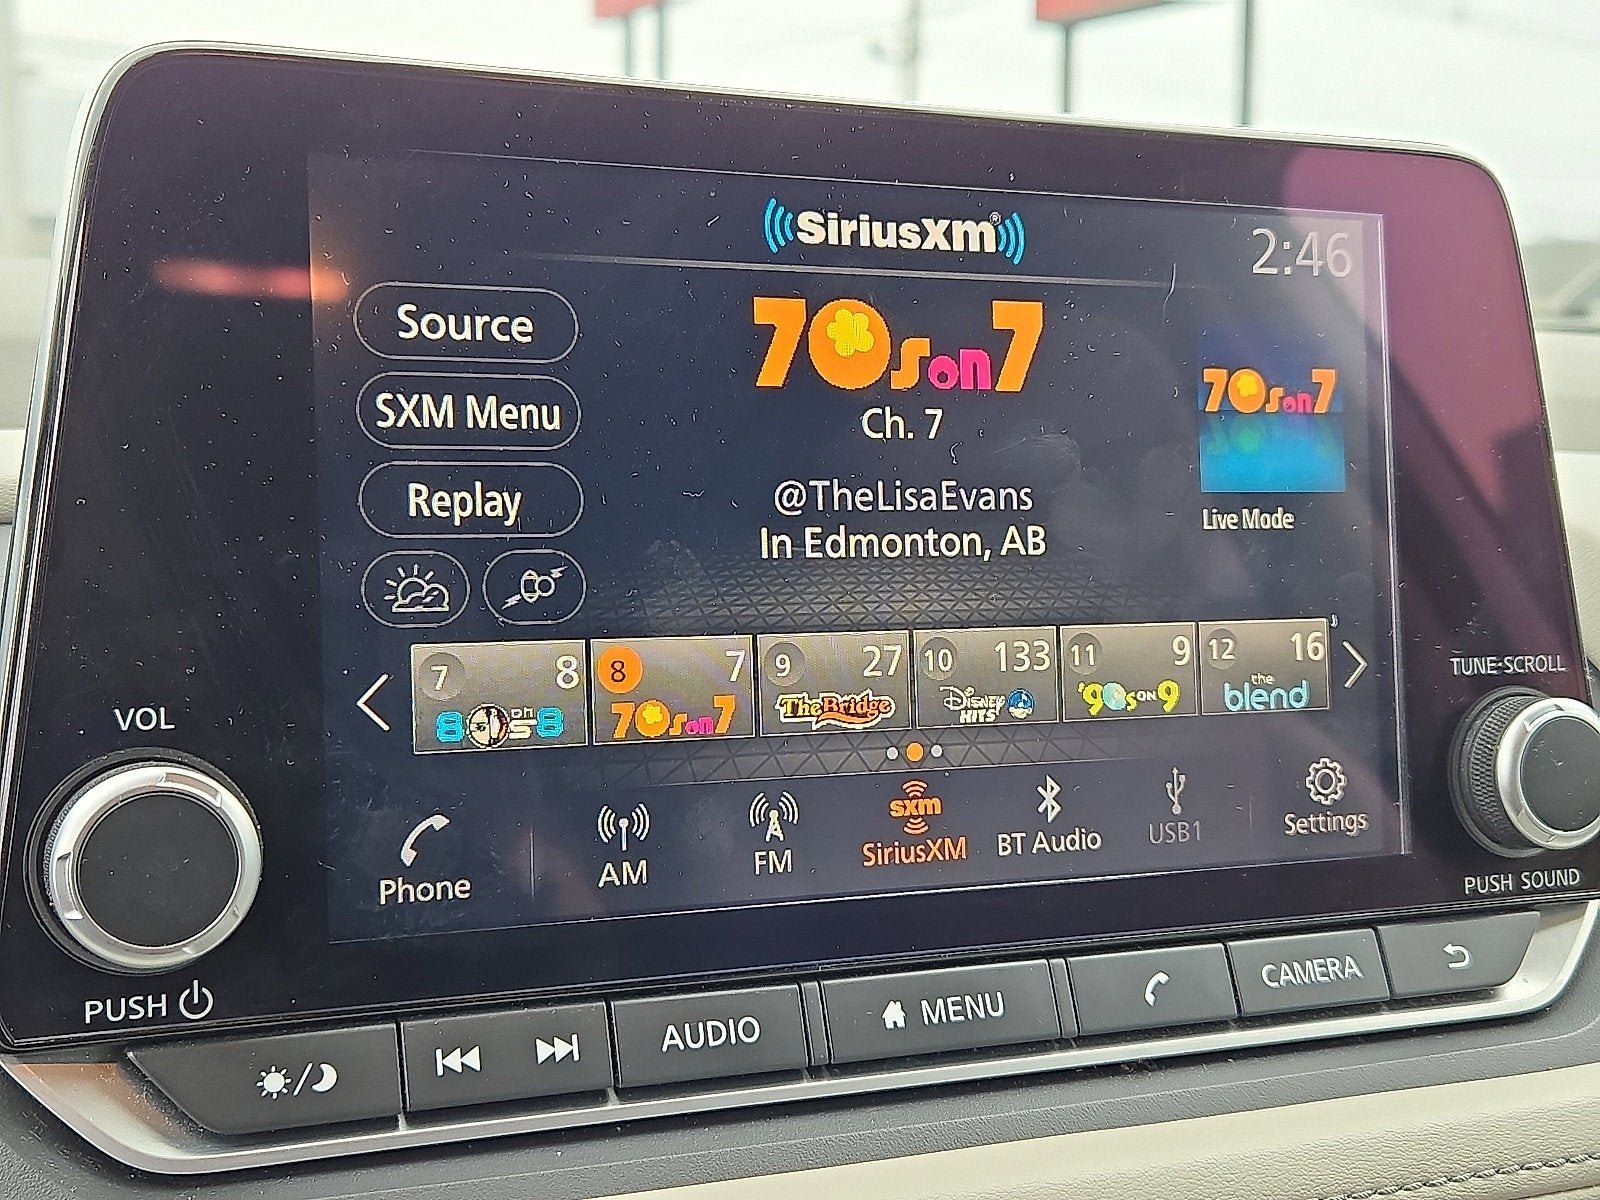 SiriusXM®
2:46
Source
SXM Menu
Replay
70s on 7
Ch. 7
@TheLisaEvans
In Edmonton, AB
70s on 7
Live Mode
7 8
80s on 8
8 7
70s on 7
9 27
The Bridge
10 133
Disney HITS
11 9
'90s ON 9
12 16
the blend
Phone
AM
FM
sxm
SiriusXM
BT Audio
USB1
Settings
VOL
PUSH
TUNE·SCROLL
PUSH SOUND
AUDIO
MENU
CAMERA